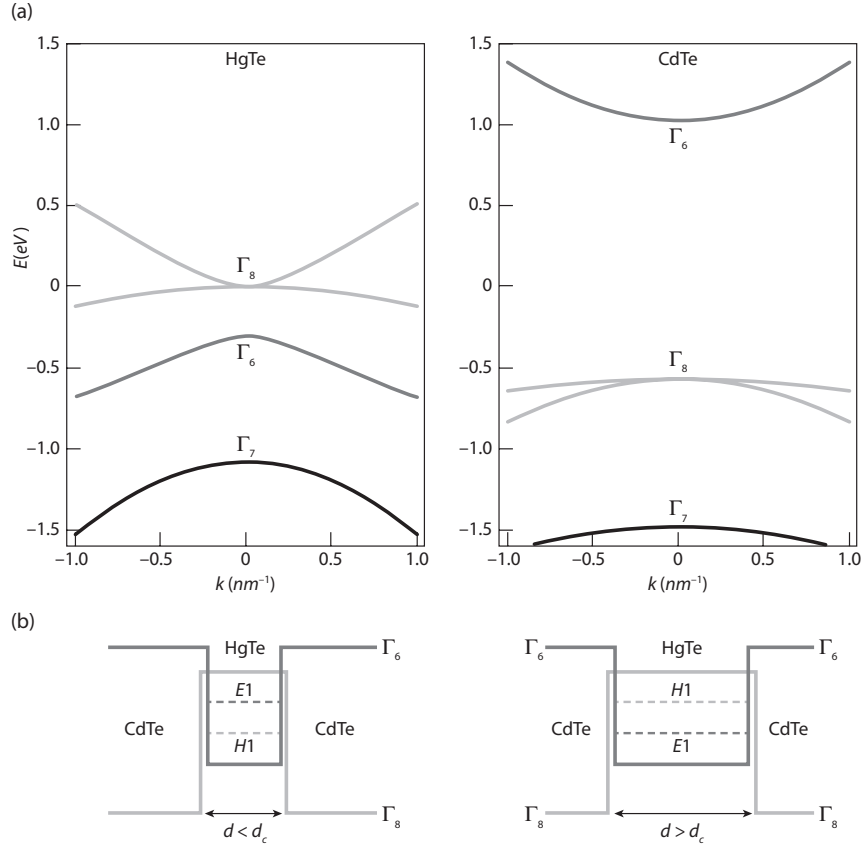 (a)
HgTe
CdTe
1.5
1.0
0.5
0
−0.5
−1.0
−1.5
E(eV)
Γ₈
Γ₆
Γ₇
−1.0 −0.5 0 0.5 1.0
k (nm⁻¹)
1.5
1.0
0.5
0
−0.5
−1.0
−1.5
Γ₆
Γ₈
Γ₇
−1.0 −0.5 0 0.5 1.0
k (nm⁻¹)
(b)
HgTe
Γ₆
E1
CdTe
H1
CdTe
Γ₈
d < d_c
Γ₆
HgTe
Γ₆
H1
CdTe
E1
CdTe
Γ₈
Γ₈
d > d_c